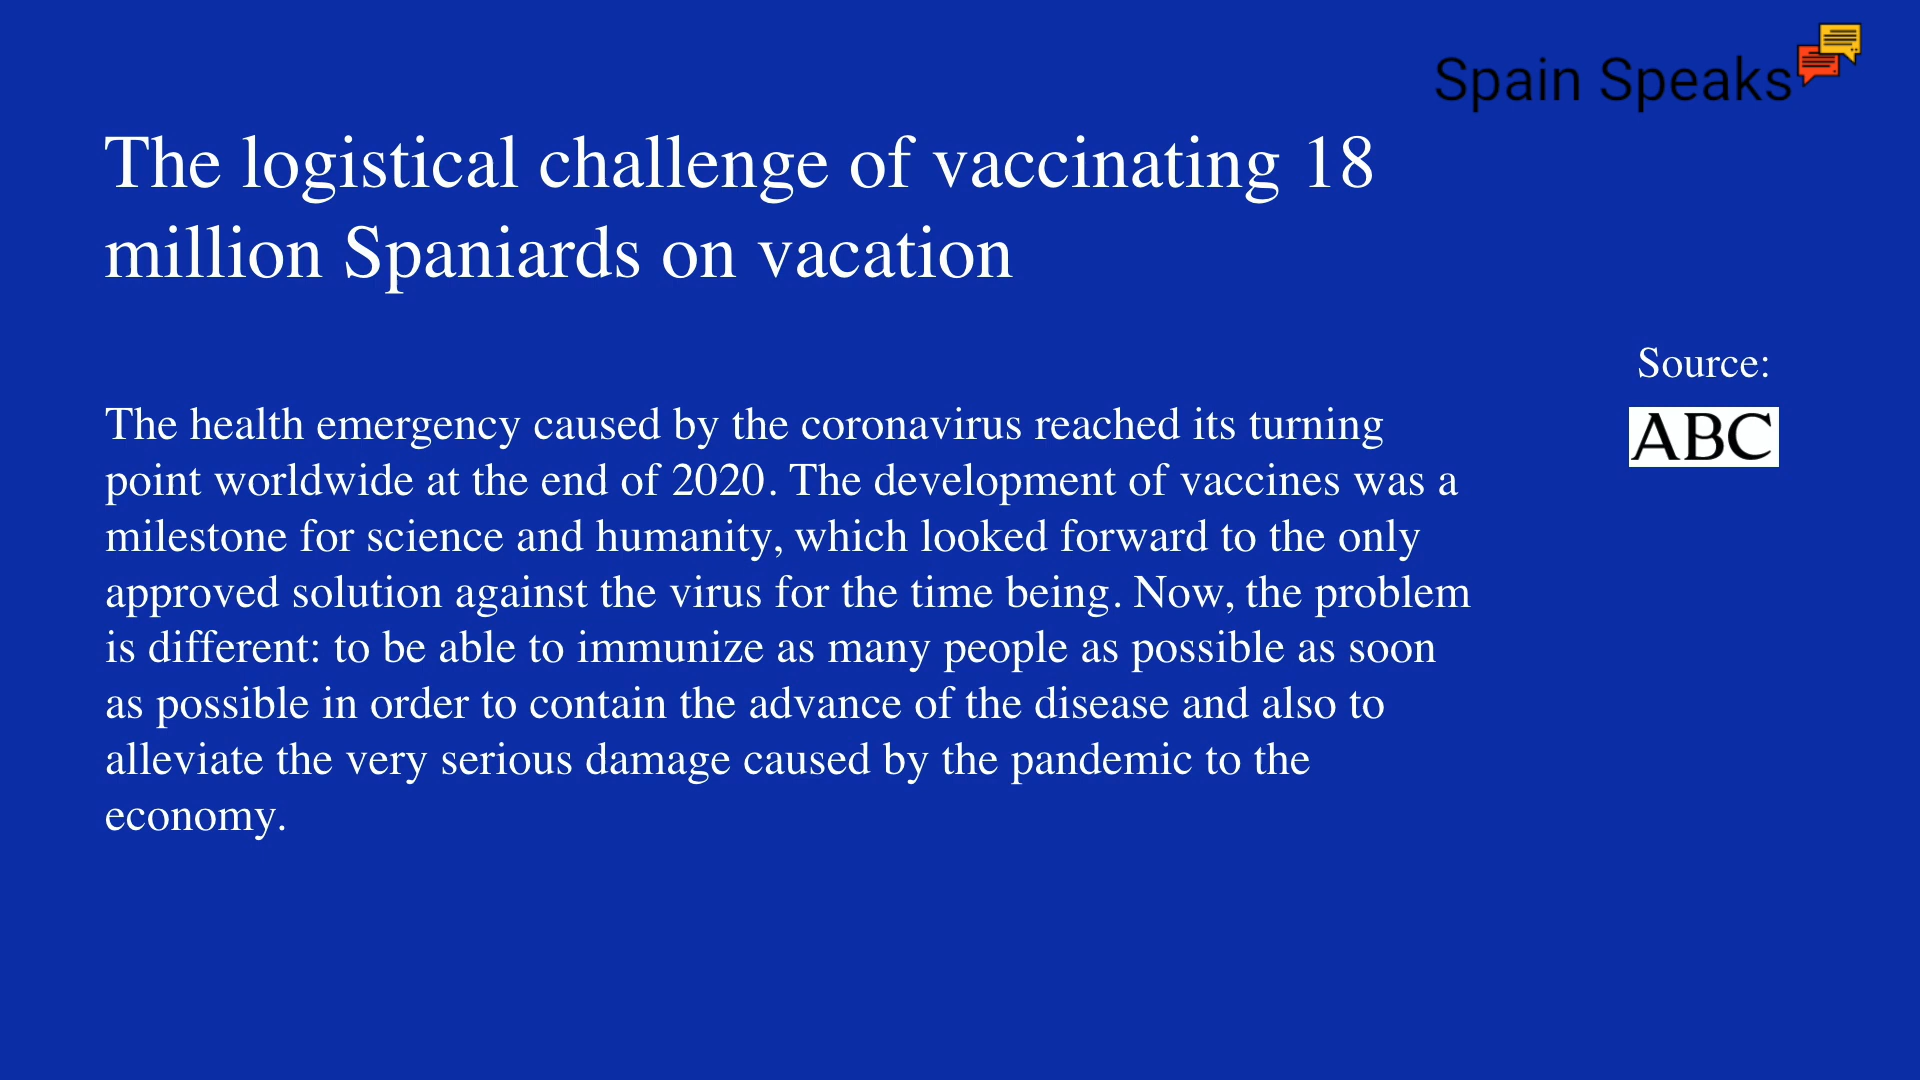 Spain Speaks
The logistical challenge of vaccinating 18
million Spaniards on vacation
Source:
ABC
The health emergency caused by the coronavirus reached its turning
point worldwide at the end of 2020. The development of vaccines was a
milestone for science and humanity, which looked forward to the only
approved solution against the virus for the time being. Now, the problem
is different: to be able to immunize as many people as possible as soon
as possible in order to contain the advance of the disease and also to
alleviate the very serious damage caused by the pandemic to the
economy.